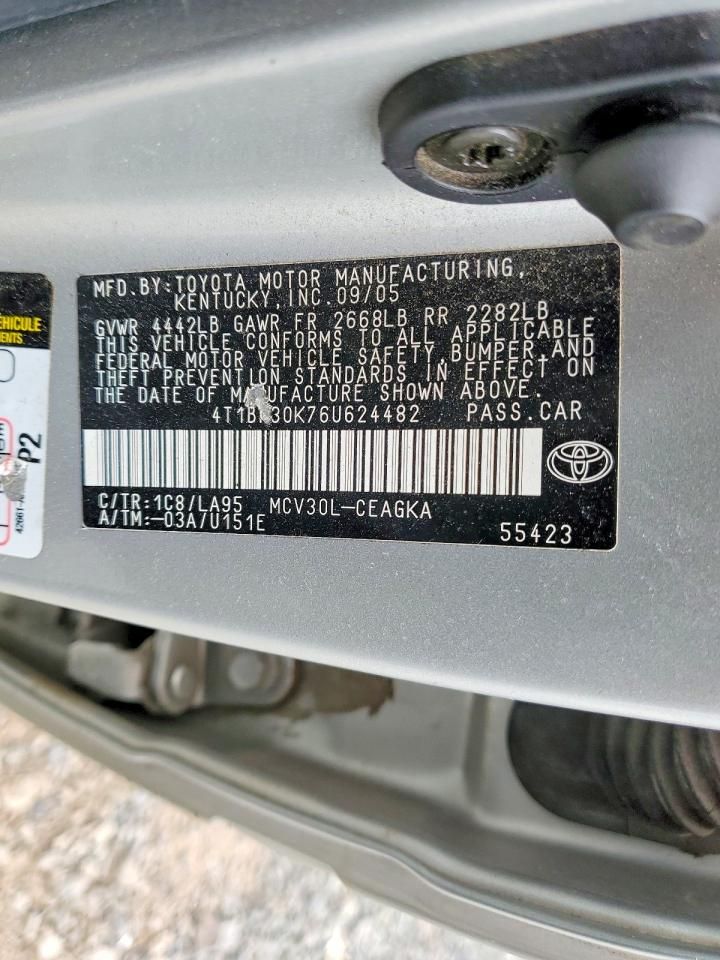 MFD.BY:TOYOTA MOTOR MANUFACTURING,
KENTUCKY,INC.09/05
GVWR 4442LB GAWR FR 2668LB RR 2282LB
THIS VEHICLE CONFORMS TO ALL APPLICABLE
FEDERAL MOTOR VEHICLE SAFETY,BUMPER,AND
THEFT PREVENTION STANDARDS IN EFFECT ON
THE DATE OF MANUFACTURE SHOWN ABOVE.
PASS.CAR
C/TR:1C8/LA95 MCV30L-CEAGKA
A/TM:-03A/U151E
55423
EHICULE
P2